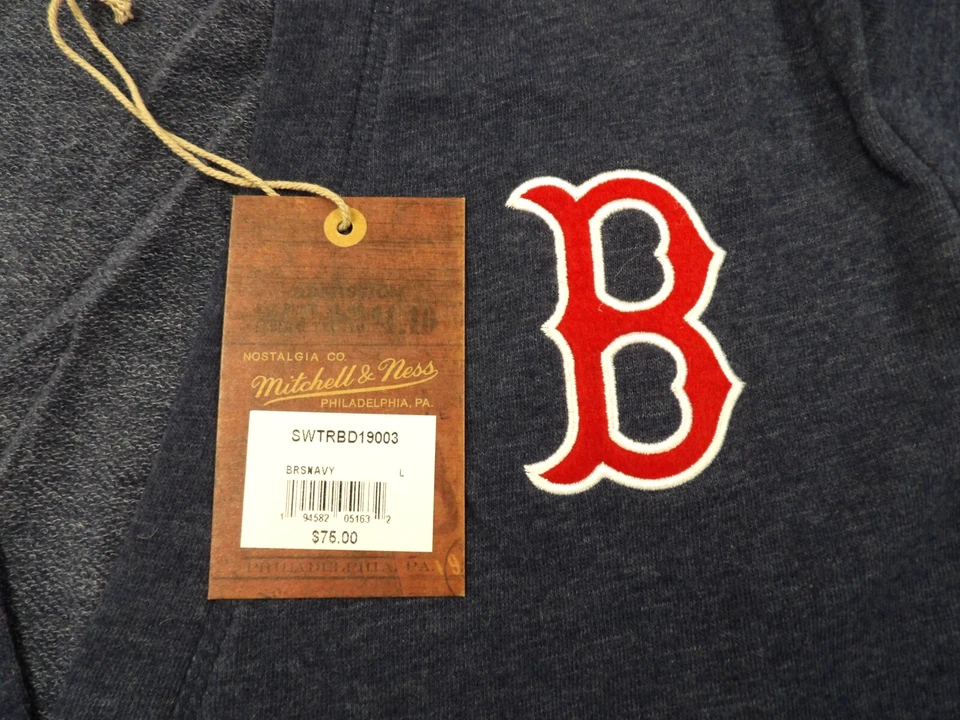 B
NOSTALGIA CO.
Mitchell & Ness
PHILADELPHIA, PA.
SWTRBD19003
BRSNAVY L
1 94582 05163 2
$75.00
PHILADELPHIA, PA.